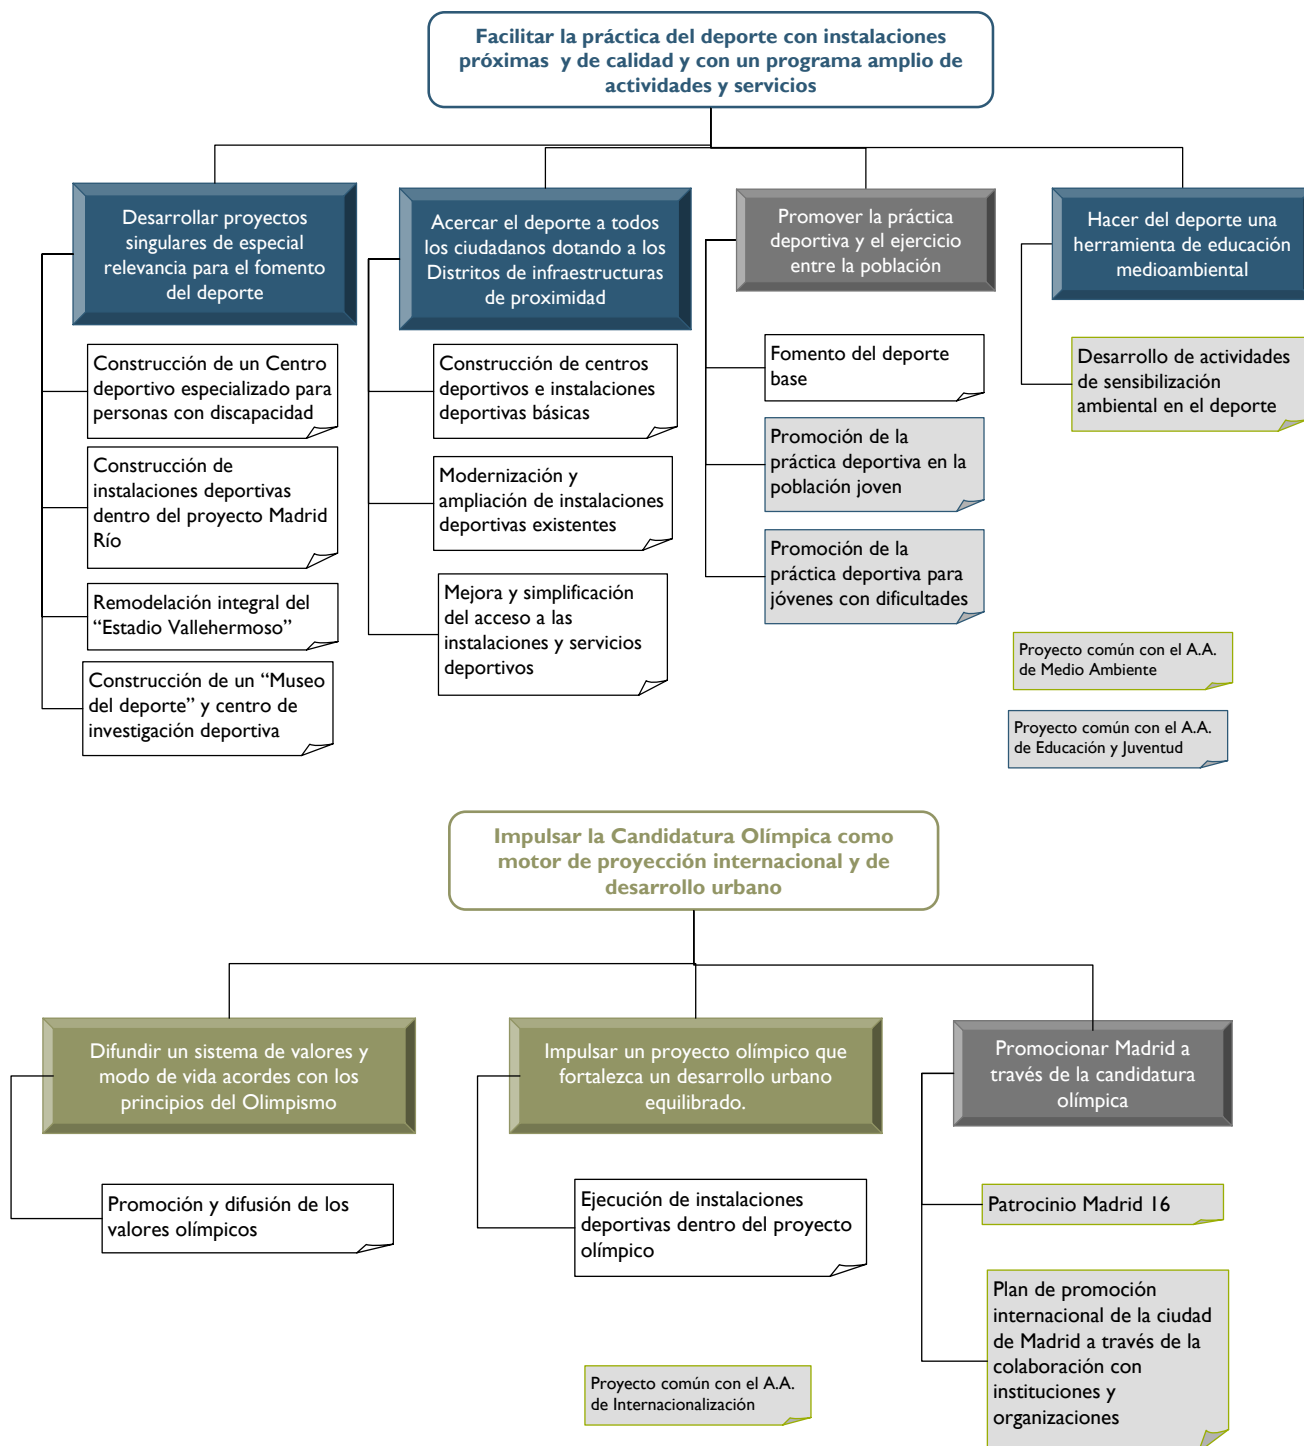 Facilitar la práctica del deporte con instalaciones
próximas y de calidad y con un programa amplio de
actividades y servicios
Desarrollar proyectos
singulares de especial
relevancia para el fomento
del deporte
Construcción de un Centro
deportivo especializado para
personas con discapacidad
Construcción de
instalaciones deportivas
dentro del proyecto Madrid
Río
Remodelación integral del
“Estadio Vallehermoso”
Construcción de un “Museo
del deporte” y centro de
investigación deportiva
Acercar el deporte a todos
los ciudadanos dotando a los
Distritos de infraestructuras
de proximidad
Construcción de centros
deportivos e instalaciones
deportivas básicas
Modernización y
ampliación de instalaciones
deportivas existentes
Mejora y simplificación
del acceso a las
instalaciones y servicios
deportivos
Promover la práctica
deportiva y el ejercicio
entre la población
Fomento del deporte
base
Promoción de la
práctica deportiva en la
población joven
Promoción de la
práctica deportiva para
jóvenes con dificultades
Hacer del deporte una
herramienta de educación
medioambiental
Desarrollo de actividades
de sensibilización
ambiental en el deporte
Proyecto común con el A.A.
de Medio Ambiente
Proyecto común con el A.A.
de Educación y Juventud
Impulsar la Candidatura Olímpica como
motor de proyección internacional y de
desarrollo urbano
Difundir un sistema de valores y
modo de vida acordes con los
principios del Olimpismo
Promoción y difusión de los
valores olímpicos
Impulsar un proyecto olímpico que
fortalezca un desarrollo urbano
equilibrado.
Ejecución de instalaciones
deportivas dentro del proyecto
olímpico
Promocionar Madrid a
través de la candidatura
olímpica
Patrocinio Madrid 16
Plan de promoción
internacional de la ciudad
de Madrid a través de la
colaboración con
instituciones y
organizaciones
Proyecto común con el A.A.
de Internacionalización